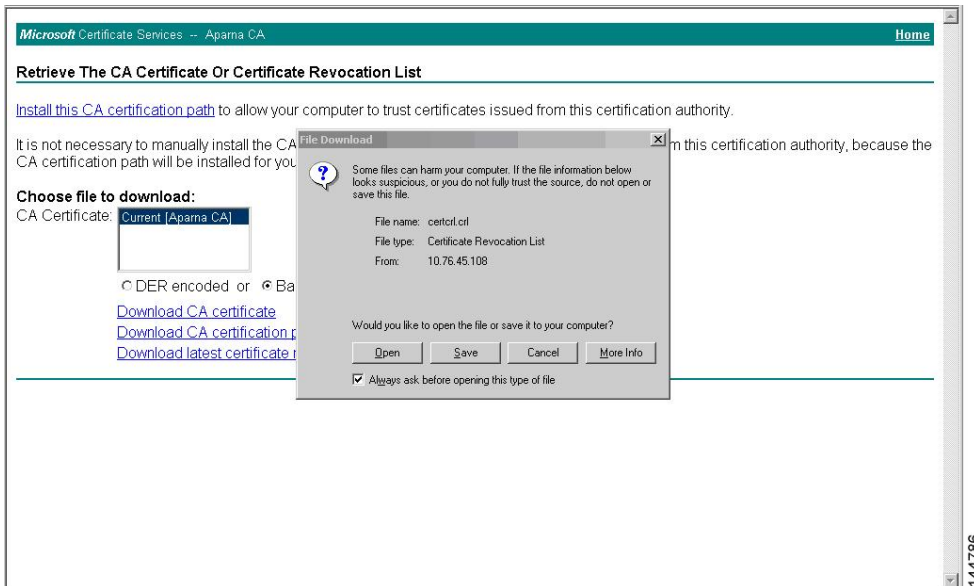 Microsoft Certificate Services -- Aparna CA Home
Retrieve The CA Certificate Or Certificate Revocation List
Install this CA certification path to allow your computer to trust certificates issued from this certification authority.
It is not necessary to manually install the CA m this certification authority, because the
CA certification path will be installed for you
Choose file to download:
CA Certificate: Current [Aparna CA]
DER encoded or Ba
Download CA certificate
Download CA certification p
Download latest certificate r
File Download
Some files can harm your computer. If the file information below
looks suspicious, or you do not fully trust the source, do not open or
save this file.
File name: certcrl.crl
File type: Certificate Revocation List
From: 10.76.45.108
Would you like to open the file or save it to your computer?
Open Save Cancel More Info
Always ask before opening this type of file